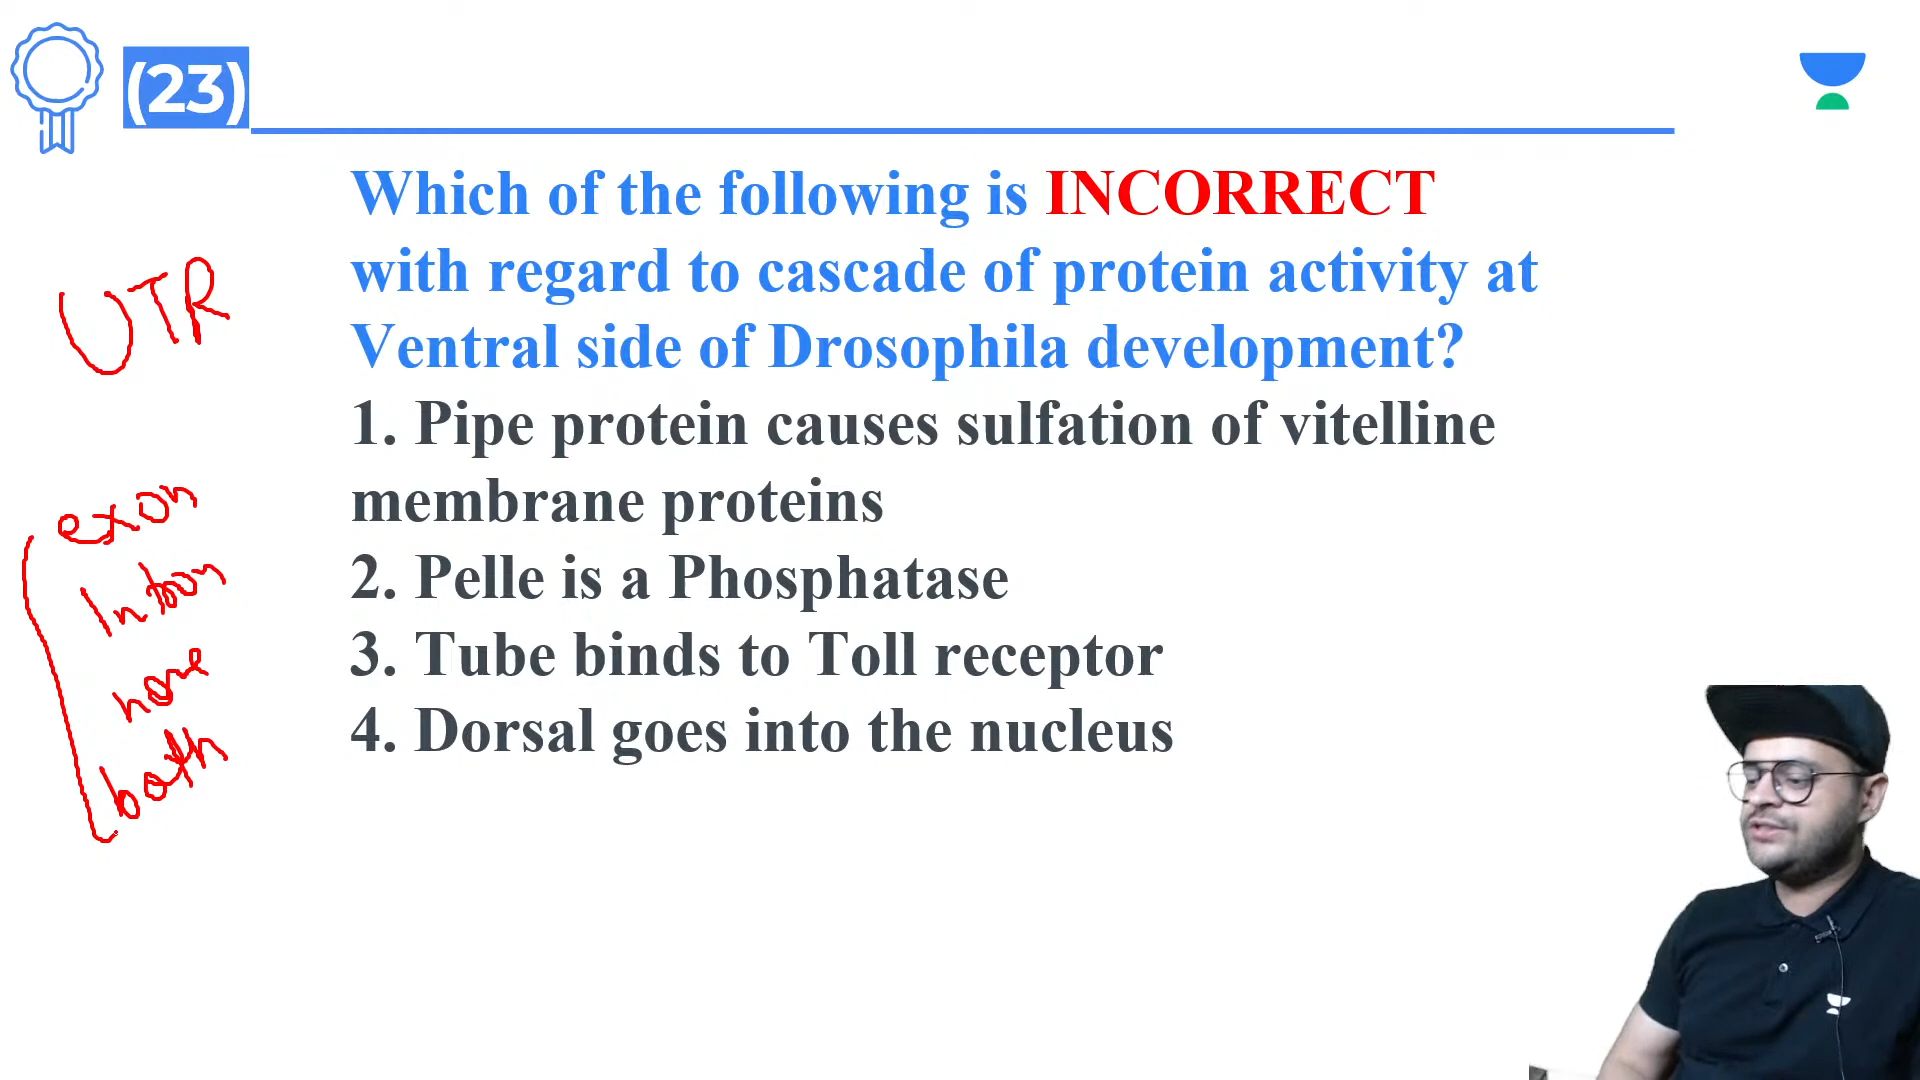 (23)
Which of the following is INCORRECT
with regard to cascade of protein activity at
Ventral side of Drosophila development?
1. Pipe protein causes sulfation of vitelline
membrane proteins
2. Pelle is a Phosphatase
3. Tube binds to Toll receptor
4. Dorsal goes into the nucleus
UTR
exon
Intron
none
both